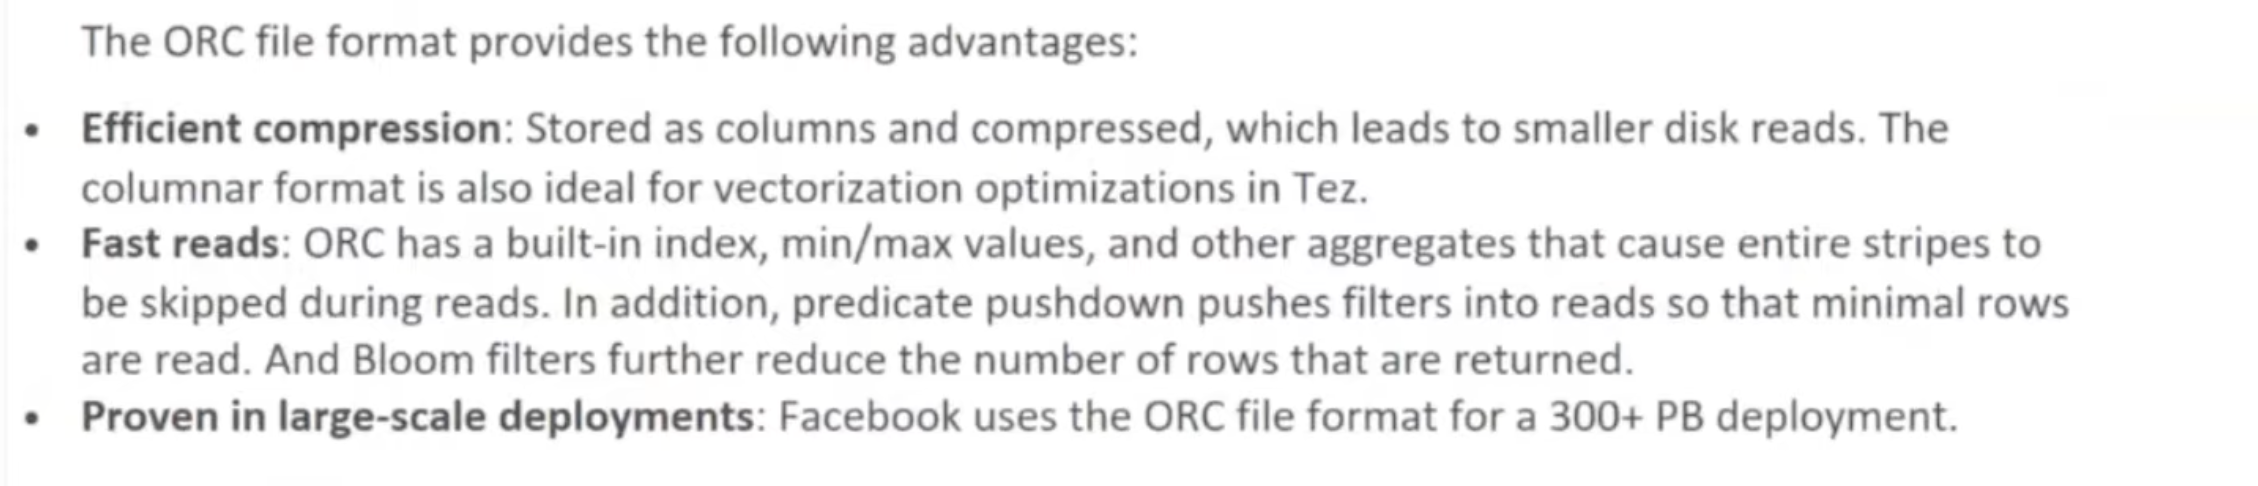 The ORC file format provides the following advantages:
• Efficient compression: Stored as columns and compressed, which leads to smaller disk reads. The
columnar format is also ideal for vectorization optimizations in Tez.
• Fast reads: ORC has a built-in index, min/max values, and other aggregates that cause entire stripes to
be skipped during reads. In addition, predicate pushdown pushes filters into reads so that minimal rows
are read. And Bloom filters further reduce the number of rows that are returned.
• Proven in large-scale deployments: Facebook uses the ORC file format for a 300+ PB deployment.